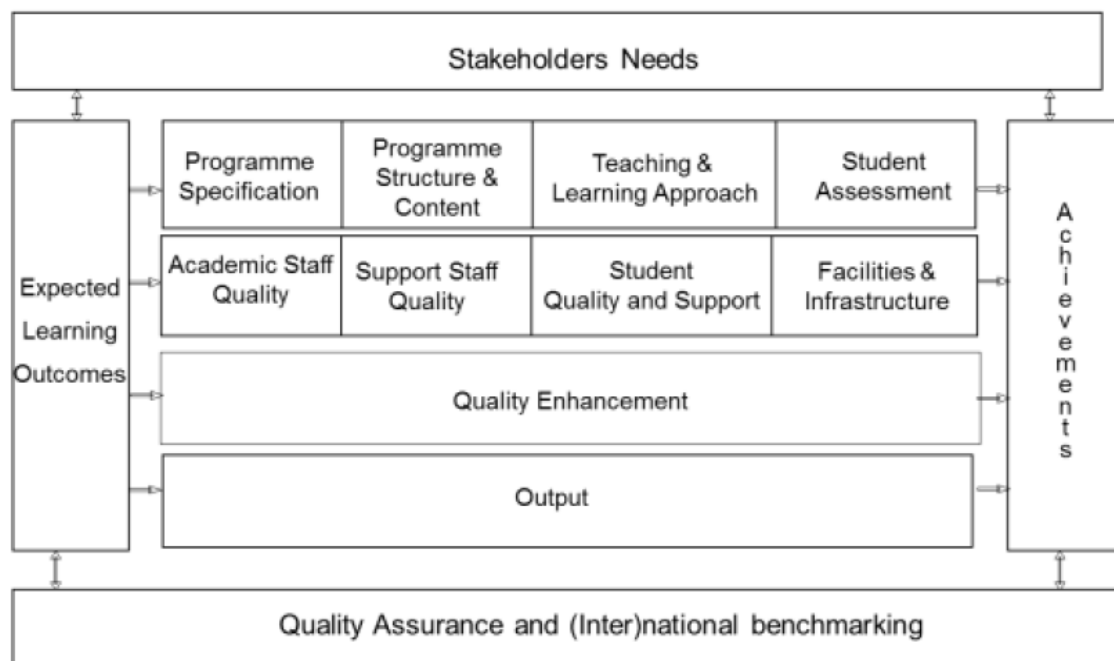 Stakeholders Needs
Programme
Specification
Programme
Structure &
Content
Teaching &
Learning Approach
Student
Assessment
Academic Staff
Quality
Support Staff
Quality
Student
Quality and Support
Facilities &
Infrastructure
Expected
Learning
Outcomes
Achievements
Quality Enhancement
Output
Quality Assurance and (Inter)national benchmarking